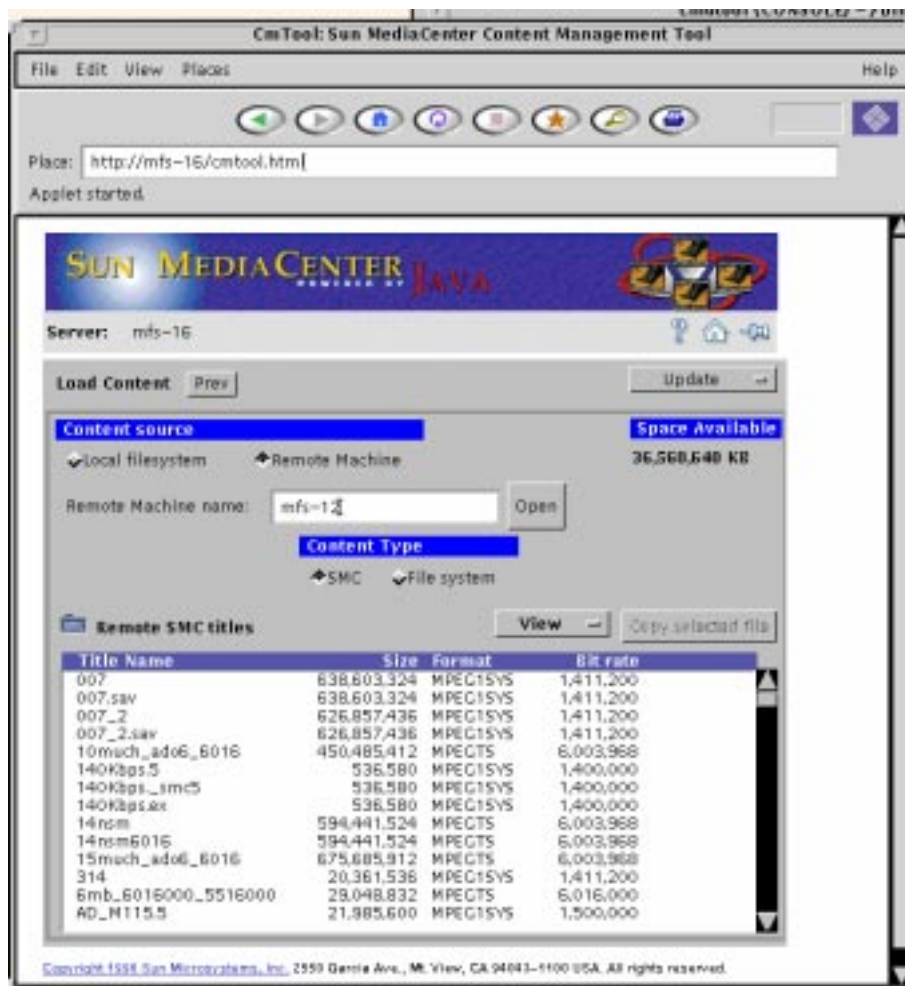 CmTool: Sun MediaCenter Content Management Tool
File Edit View Places Help
Place: http://mfs-16/cmtool.html
Applet started.
SUN MEDIACENTER
POWERED BY JAVA
Server: mfs-16
Load Content Prev Update
Content source Space Available
Local filesystem Remote Machine 36,560,640 KB
Remote Machine name: mfs-12 Open
Content Type
SMC File system
Remote SMC titles View Copy selected file
Title Name Size Format Bit rate
007 638,603,324 MPEG1SYS 1,411,200
007.sav 638,603,324 MPEG1SYS 1,411,200
007_2 626,857,436 MPEG1SYS 1,411,200
007_2.sav 626,857,436 MPEG1SYS 1,411,200
10much_ado6_6016 450,485,412 MPEGTS 6,003,968
140Kbps.5 536,580 MPEG1SYS 1,400,000
140Kbps._smc5 536,580 MPEG1SYS 1,400,000
140Kbps.ex 536,580 MPEG1SYS 1,400,000
14nsm 594,441,524 MPEGTS 6,003,968
14nsm6016 594,441,524 MPEGTS 6,003,968
15much_ado6_6016 675,685,912 MPEGTS 6,003,968
314 20,361,536 MPEG1SYS 1,411,200
6mb_6016000_5516000 29,048,832 MPEGTS 6,016,000
AD_M115.5 21,985,600 MPEG1SYS 1,500,000
Copyright 1996 Sun Microsystems, Inc. 2550 Garcia Ave., Mt. View, CA 94043-1100 USA. All rights reserved.